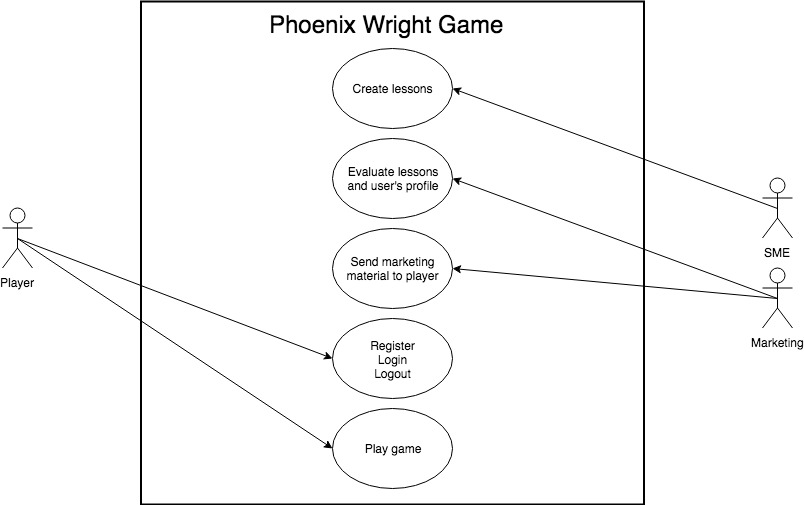 Phoenix Wright Game
Create lessons
Evaluate lessons
and user's profile
Send marketing
material to player
Register
Login
Logout
Play game
Player
SME
Marketing